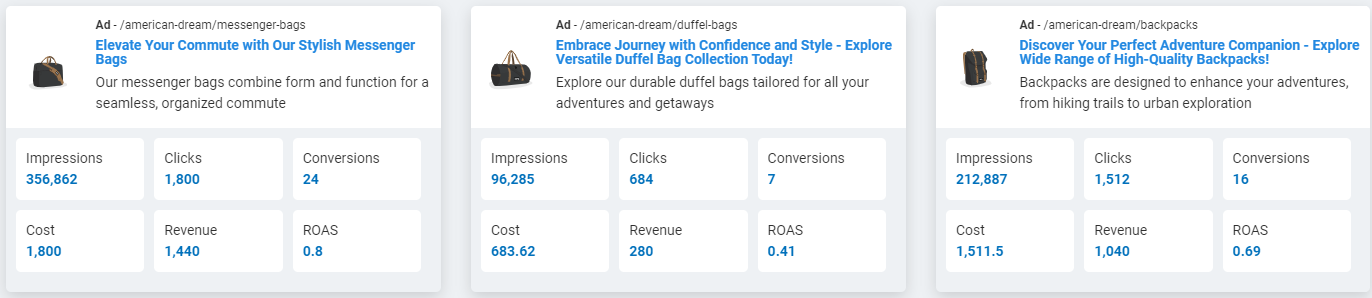 Ad - /american-dream/messenger-bags
Elevate Your Commute with Our Stylish Messenger
Bags
Our messenger bags combine form and function for a
seamless, organized commute
Impressions
356,862
Clicks
1,800
Conversions
24
Cost
1,800
Revenue
1,440
ROAS
0.8
Ad - /american-dream/duffel-bags
Embrace Journey with Confidence and Style - Explore
Versatile Duffel Bag Collection Today!
Explore our durable duffel bags tailored for all your
adventures and getaways
Impressions
96,285
Clicks
684
Conversions
7
Cost
683.62
Revenue
280
ROAS
0.41
Ad - /american-dream/backpacks
Discover Your Perfect Adventure Companion - Explore
Wide Range of High-Quality Backpacks!
Backpacks are designed to enhance your adventures,
from hiking trails to urban exploration
Impressions
212,887
Clicks
1,512
Conversions
16
Cost
1,511.5
Revenue
1,040
ROAS
0.69